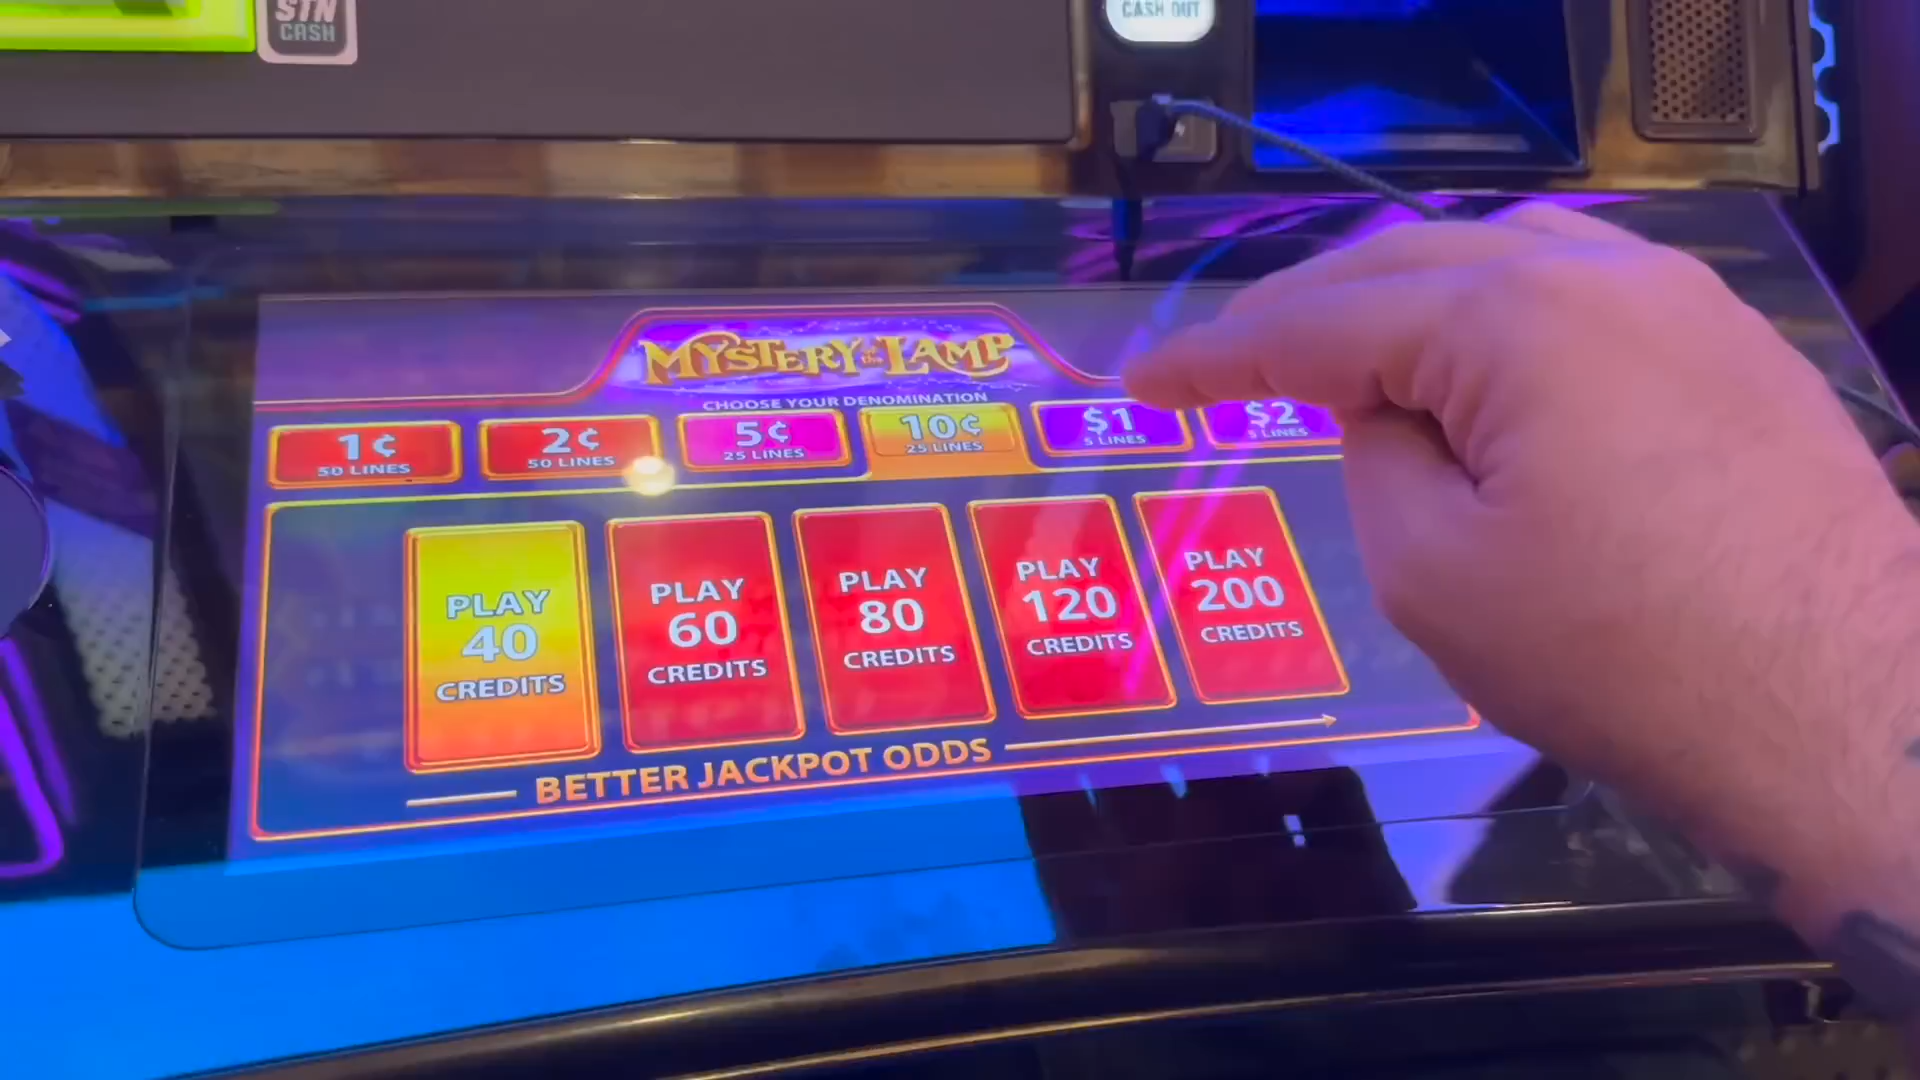 STN
CASH
CASH OUT
MYSTERY of the LAMP
CHOOSE YOUR DENOMINATION
1¢
50 LINES
2¢
50 LINES
5¢
25 LINES
10¢
25 LINES
$1
5 LINES
$2
5 LINES
PLAY
40
CREDITS
PLAY
60
CREDITS
PLAY
80
CREDITS
PLAY
120
CREDITS
PLAY
200
CREDITS
BETTER JACKPOT ODDS